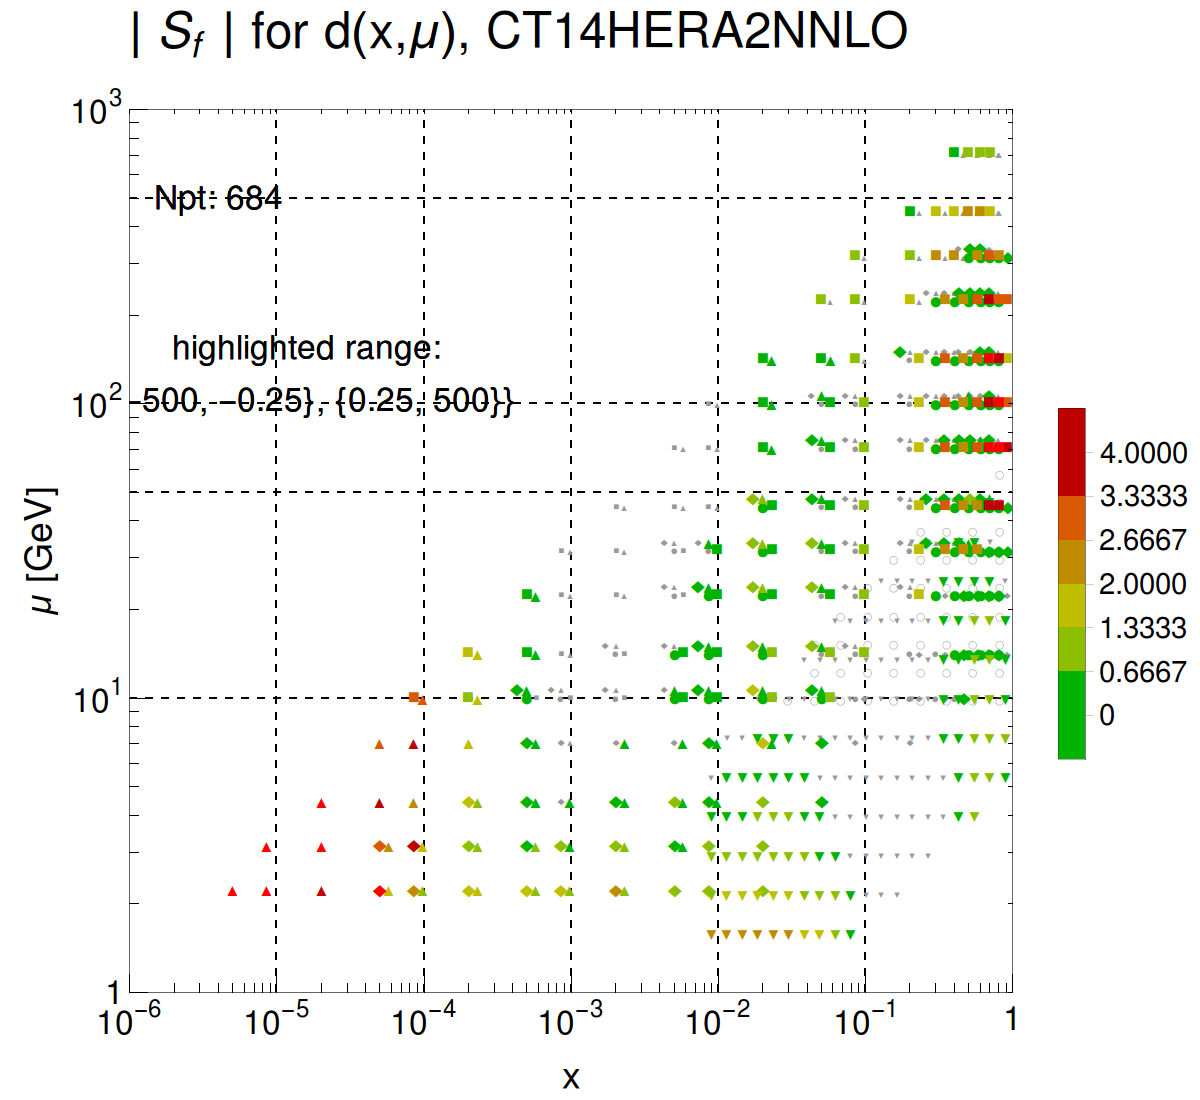 | S_f | for d(x,μ), CT14HERA2NNLO
10^3
Npt: 684
highlighted range:
10^2
500, −0.25}, {0.25, 500}}
4.0000
3.3333
2.6667
2.0000
1.3333
0.6667
0
μ [GeV]
10^1
1
10^−6 10^−5 10^−4 10^−3 10^−2 10^−1 1
x